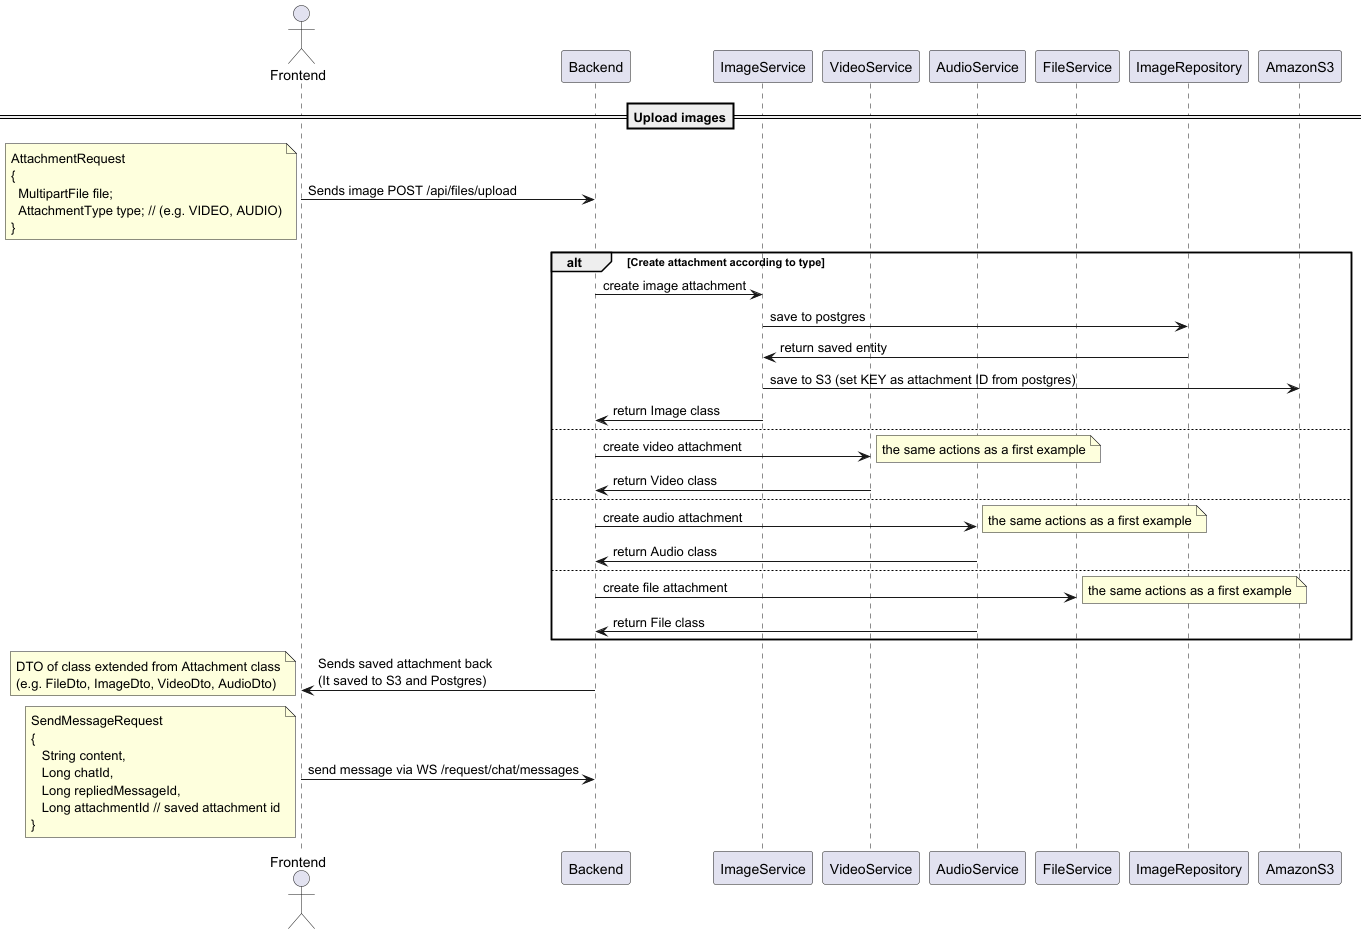 Frontend
Backend
ImageService
VideoService
AudioService
FileService
ImageRepository
AmazonS3
Upload images
AttachmentRequest
{
MultipartFile file;
AttachmentType type; // (e.g. VIDEO, AUDIO)
}
Sends image POST /api/files/upload
alt
[Create attachment according to type]
create image attachment
save to postgres
return saved entity
save to S3 (set KEY as attachment ID from postgres)
return Image class
create video attachment
the same actions as a first example
return Video class
create audio attachment
the same actions as a first example
return Audio class
create file attachment
the same actions as a first example
return File class
DTO of class extended from Attachment class
(e.g. FileDto, ImageDto, VideoDto, AudioDto)
Sends saved attachment back
(It saved to S3 and Postgres)
SendMessageRequest
{
String content,
Long chatId,
Long repliedMessageId,
Long attachmentId // saved attachment id
}
send message via WS /request/chat/messages
Frontend
Backend
ImageService
VideoService
AudioService
FileService
ImageRepository
AmazonS3